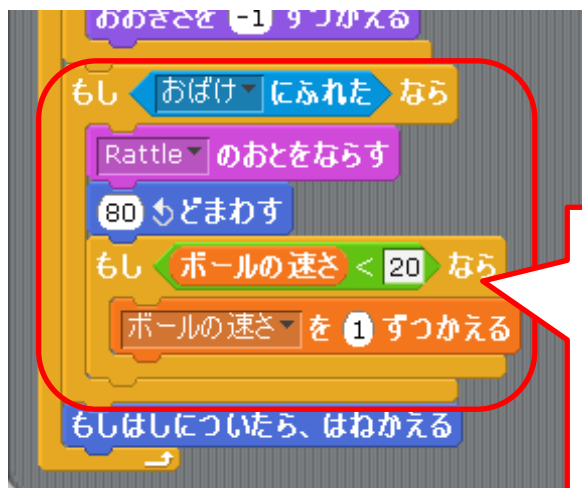 おおきさを -1 ずつかえる
もし おばけ にふれた なら
Rattle のおとをならす
80 どまわす
もし ボールの速さ < 20 なら
ボールの速さ を 1 ずつかえる
もしはしについたら、はねかえる